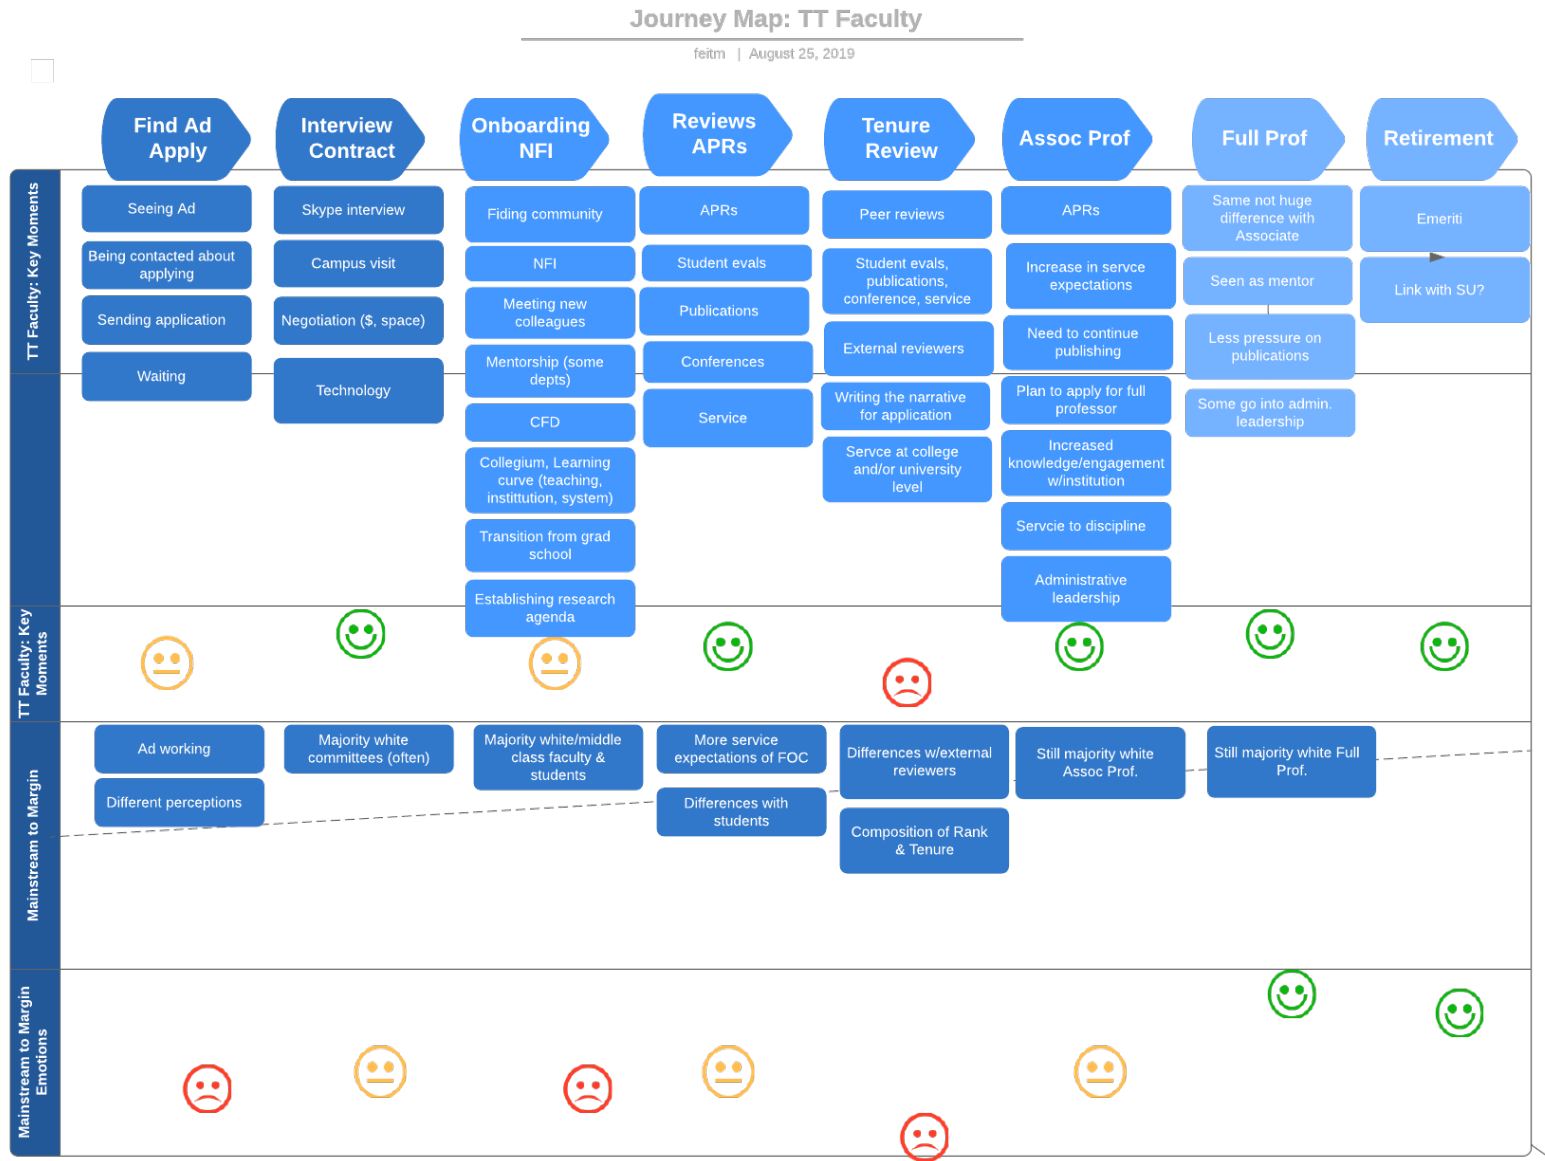 Journey Map: TT Faculty
feitm | August 25, 2019
Find Ad
Apply
Interview
Contract
Onboarding
NFI
Reviews
APRs
Tenure
Review
Assoc Prof
Full Prof
Retirement
TT Faculty: Key Moments
Seeing Ad
Being contacted about
applying
Sending application
Waiting
Skype interview
Campus visit
Negotiation ($, space)
Technology
Fiding community
NFI
Meeting new
colleagues
Mentorship (some
depts)
CFD
Collegium, Learning
curve (teaching,
instittution, system)
Transition from grad
school
Establishing research
agenda
APRs
Student evals
Publications
Conferences
Service
Peer reviews
Student evals,
publications,
conference, service
External reviewers
Writing the narrative
for application
Servce at college
and/or university
level
APRs
Increase in servce
expectations
Need to continue
publishing
Plan to apply for full
professor
Increased
knowledge/engagement
w/institution
Servcie to discipline
Administrative
leadership
Same not huge
difference with
Associate
Seen as mentor
Less pressure on
publications
Some go into admin.
leadership
Emeriti
Link with SU?
TT Faculty: Key
Moments
Mainstream to Margin
Ad working
Different perceptions
Majority white
committees (often)
Majority white/middle
class faculty &
students
More service
expectations of FOC
Differences with
students
Differences w/external
reviewers
Composition of Rank
& Tenure
Still majority white
Assoc Prof.
Still majority white Full
Prof.
Mainstream to Margin
Emotions